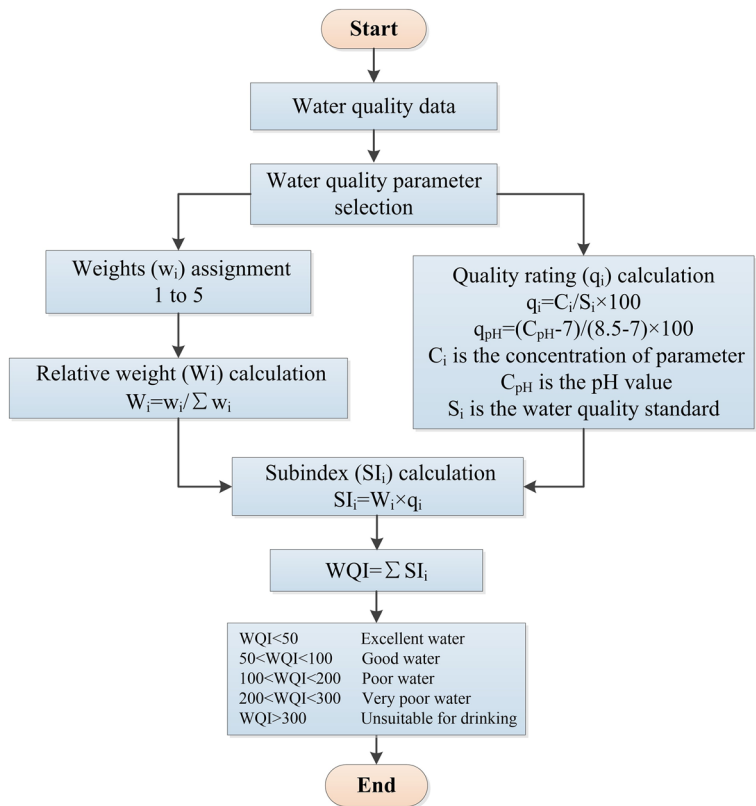 Start
Water quality data
Water quality parameter
selection
Weights (wᵢ) assignment
1 to 5
Relative weight (Wi) calculation
Wᵢ=wᵢ/∑ wᵢ
Quality rating (qᵢ) calculation
qᵢ=Cᵢ/Sᵢ×100
q_pH=(C_pH-7)/(8.5-7)×100
Cᵢ is the concentration of parameter
C_pH is the pH value
Sᵢ is the water quality standard
Subindex (SIᵢ) calculation
SIᵢ=Wᵢ×qᵢ
WQI=∑ SIᵢ
WQI<50 Excellent water
50<WQI<100 Good water
100<WQI<200 Poor water
200<WQI<300 Very poor water
WQI>300 Unsuitable for drinking
End